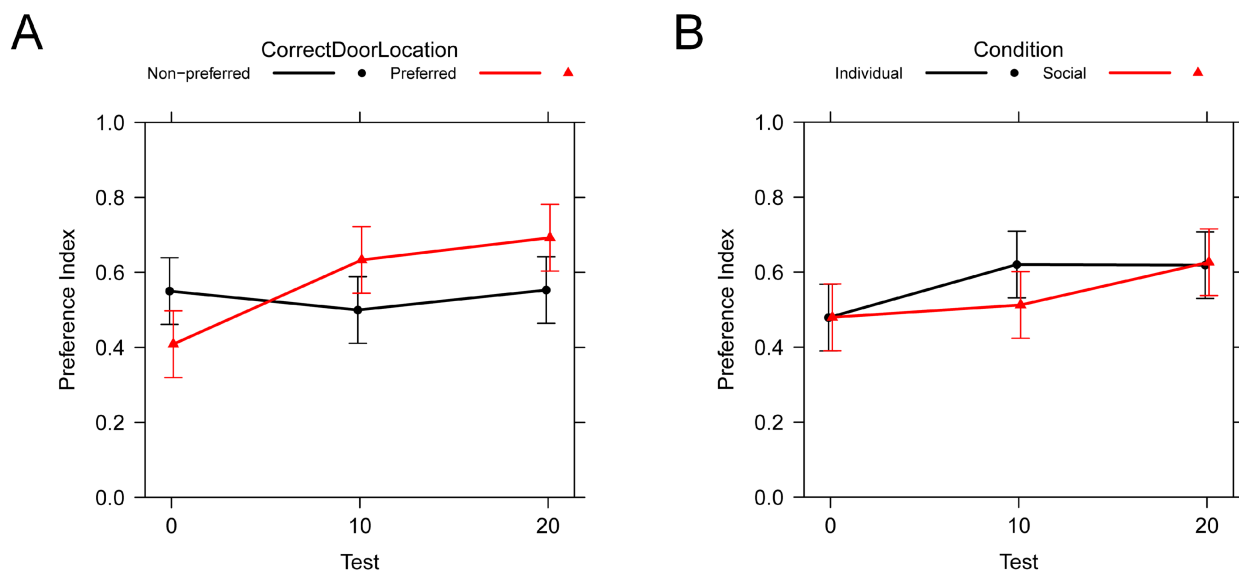 A
CorrectDoorLocation
Non-preferred Preferred
1.0
0.8
0.6
0.4
0.2
0.0
Preference Index
0 10 20
Test
B
Condition
Individual Social
1.0
0.8
0.6
0.4
0.2
0.0
Preference Index
0 10 20
Test